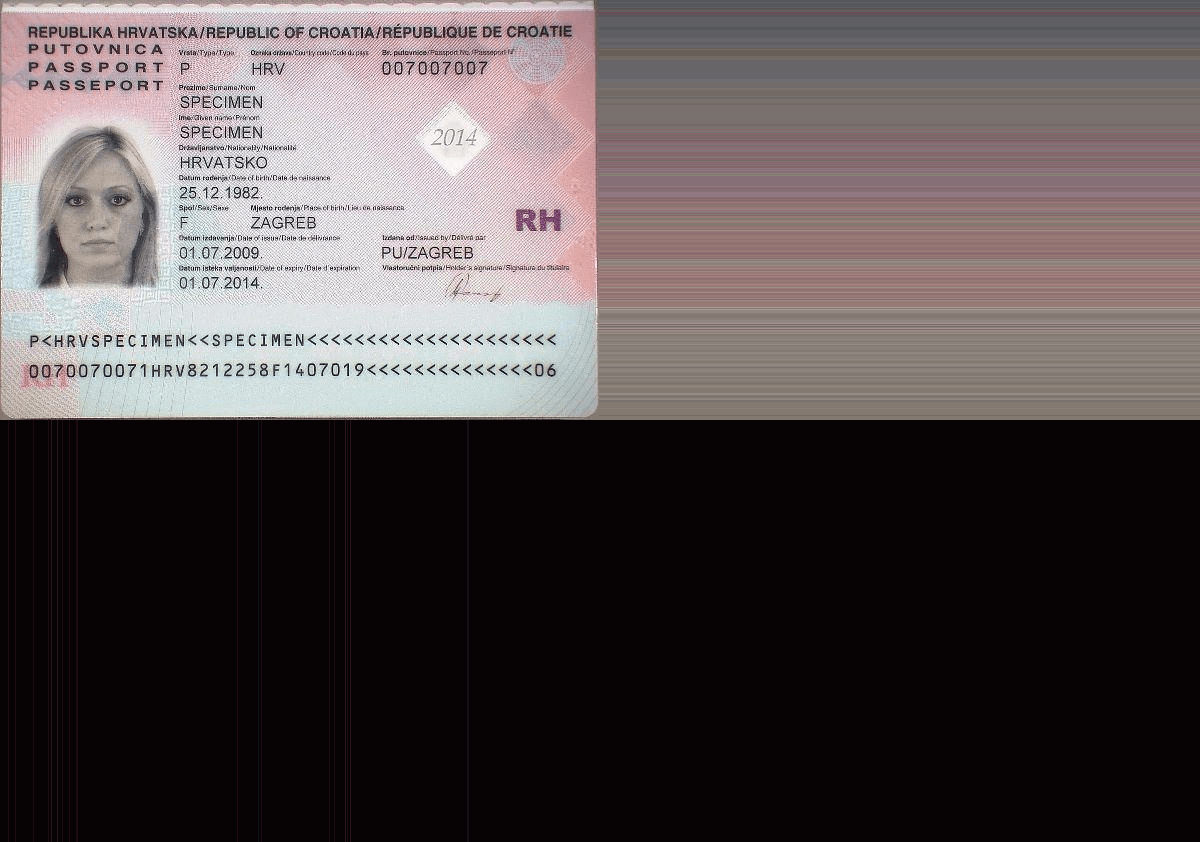 REPUBLIKA HRVATSKA/REPUBLIC OF CROATIA/RÉPUBLIQUE DE CROATIE
PUTOVNICA
PASSPORT
PASSEPORT
Vrsta/Type/Type Oznaka države/Country code/Code du pays Br. putovnice/Passport No./Passeport N°
P HRV 007007007
Prezime/Surname/Nom
SPECIMEN
Ime/Given name/Prénom
SPECIMEN
2014
Državljanstvo/Nationality/Nationalité
HRVATSKO
Datum rođenja/Date of birth/Date de naissance
25.12.1982.
Spol/Sex/Sexe Mjesto rođenja/Place of birth/Lieu de naissance
F ZAGREB
RH
Datum izdavanja/Date of issue/Date de délivrance Izdana od/Issued by/Délivré par
01.07.2009. PU/ZAGREB
Datum isteka valjanosti/Date of expiry/Date d'expiration Vlastoručni potpis/Holder's signature/Signature du titulaire
01.07.2014.
P<HRVSPECIMEN<<SPECIMEN<<<<<<<<<<<<<<<<<<<<<
0070070071HRV8212258F1407019<<<<<<<<<<<<<<06
RH